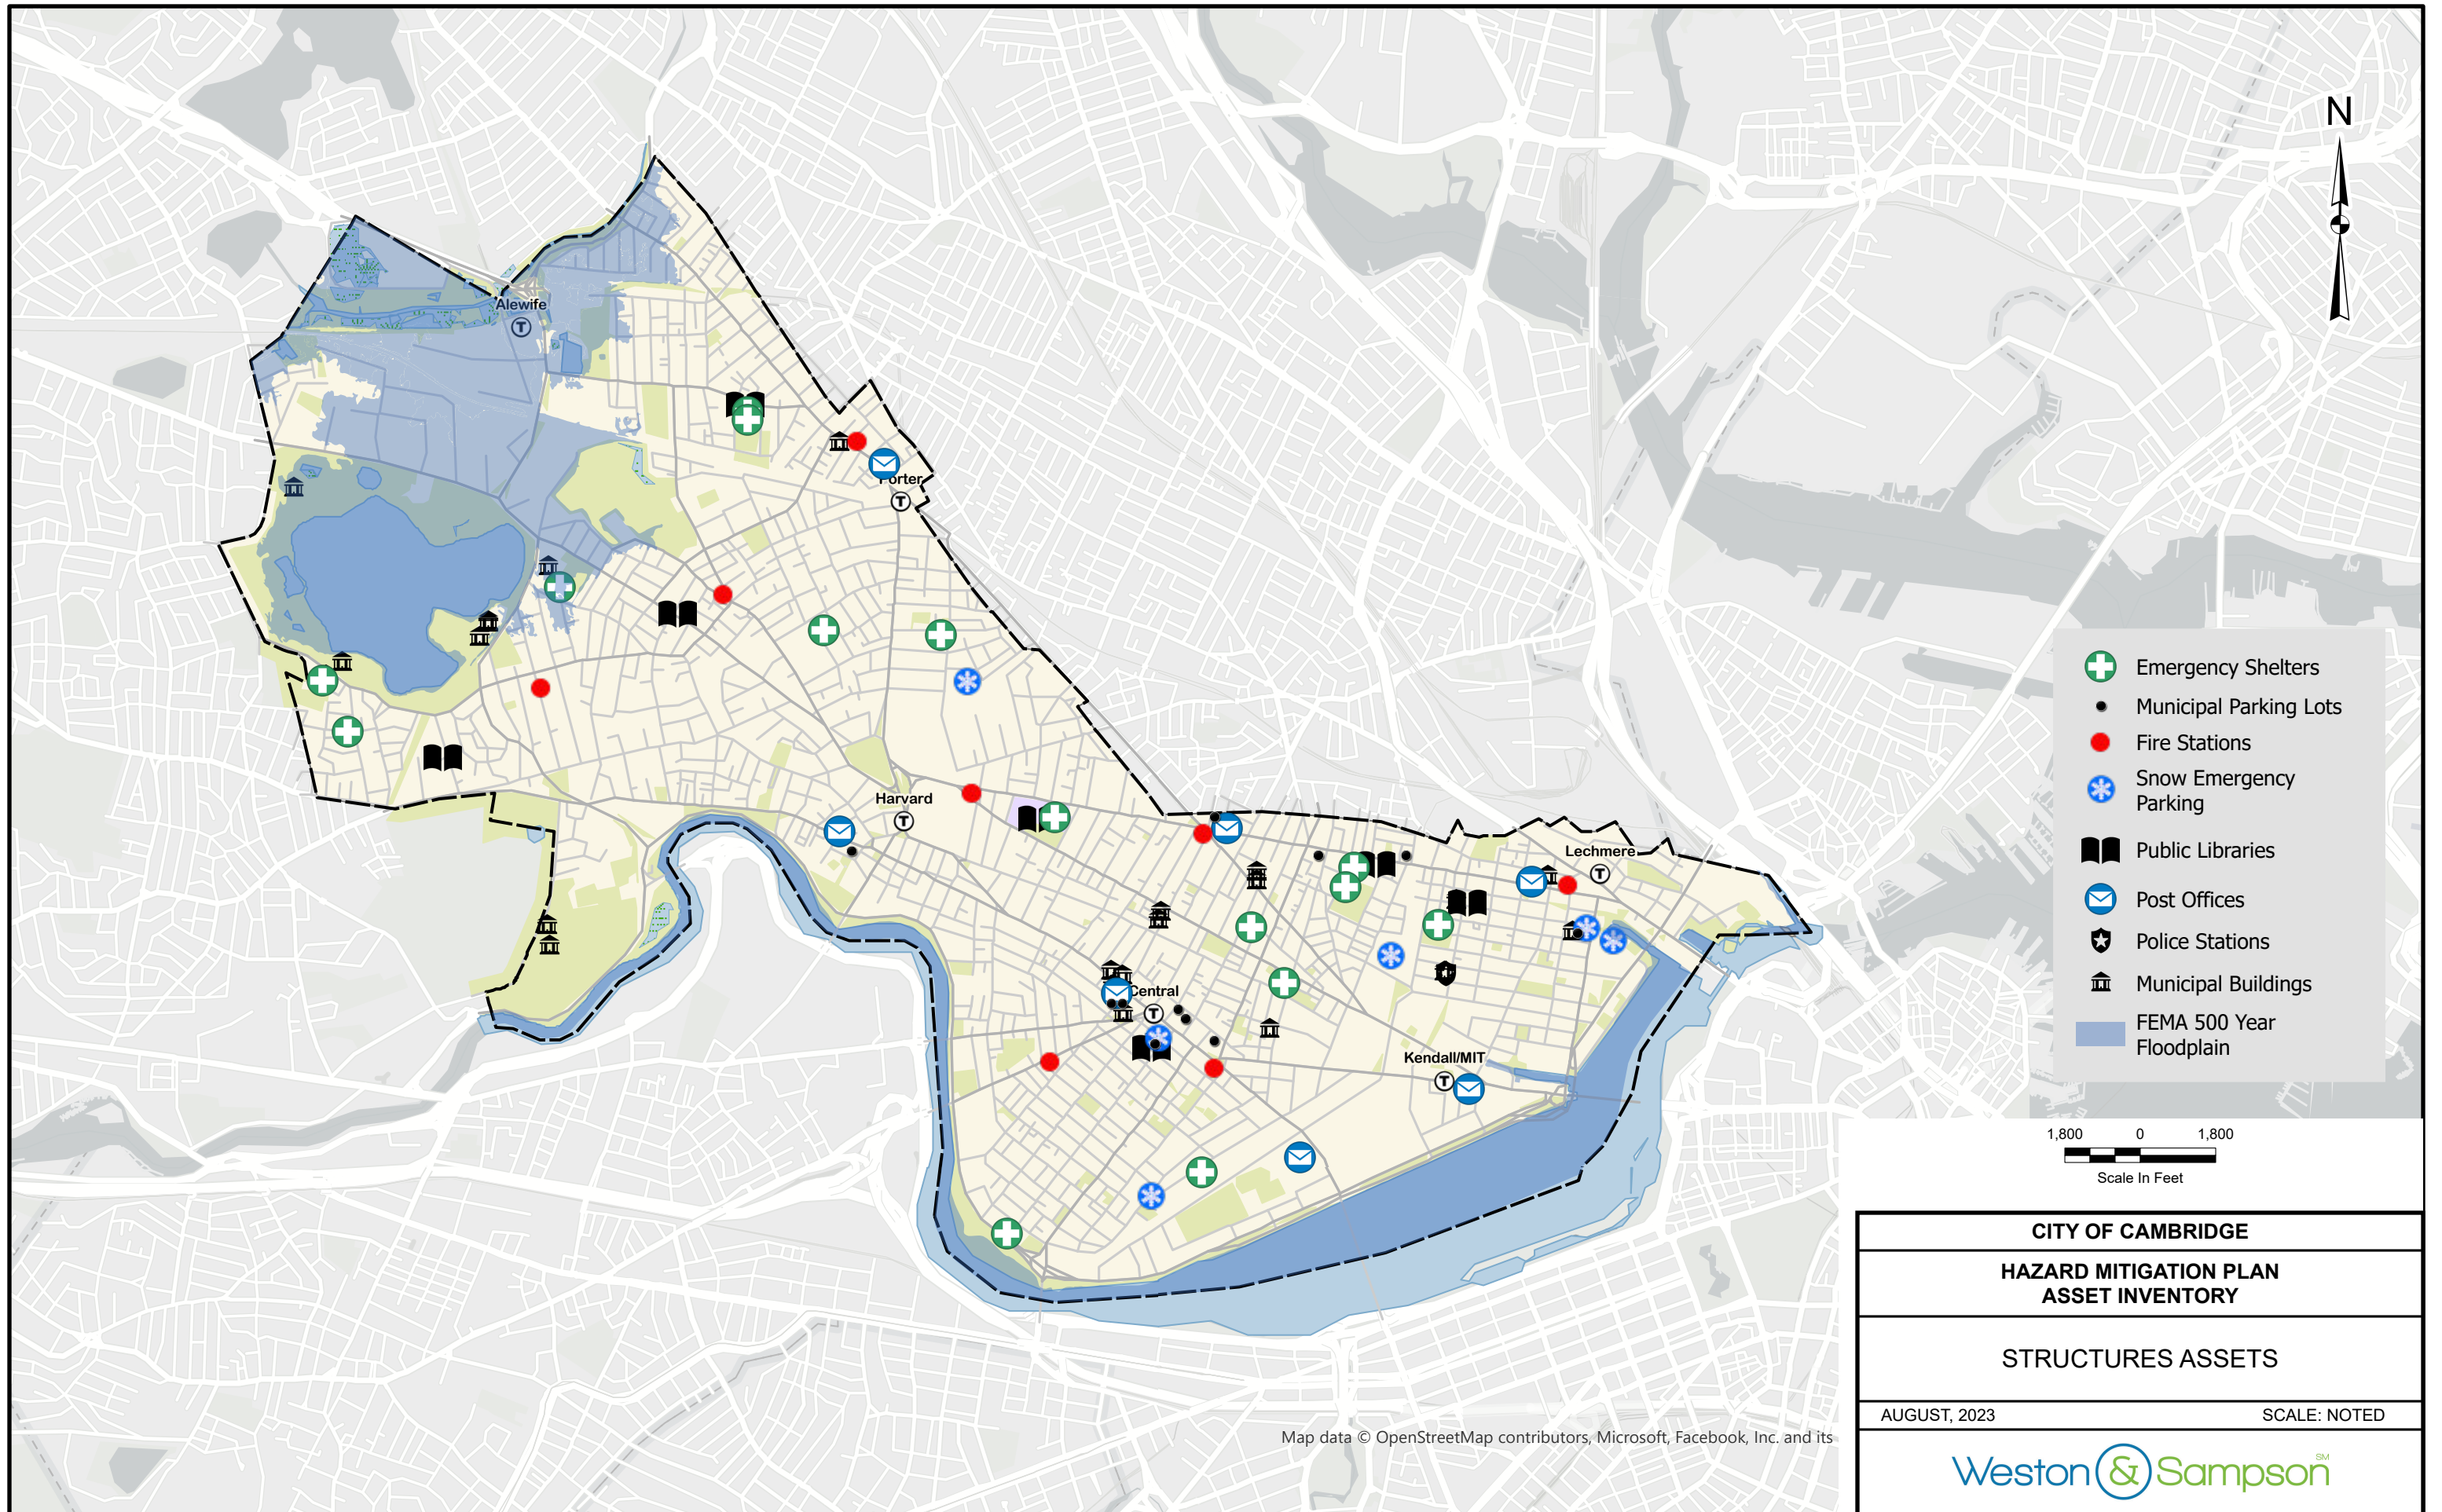 N
Alewife
T
Porter
T
Harvard
T
Lechmere
T
Central
T
Kendall/MIT
T
Emergency Shelters
Municipal Parking Lots
Fire Stations
Snow Emergency
Parking
Public Libraries
Post Offices
Police Stations
Municipal Buildings
FEMA 500 Year
Floodplain
1,800 0 1,800
Scale In Feet
CITY OF CAMBRIDGE
HAZARD MITIGATION PLAN
ASSET INVENTORY
STRUCTURES ASSETS
AUGUST, 2023 SCALE: NOTED
Weston & Sampson SM
Map data © OpenStreetMap contributors, Microsoft, Facebook, Inc. and its